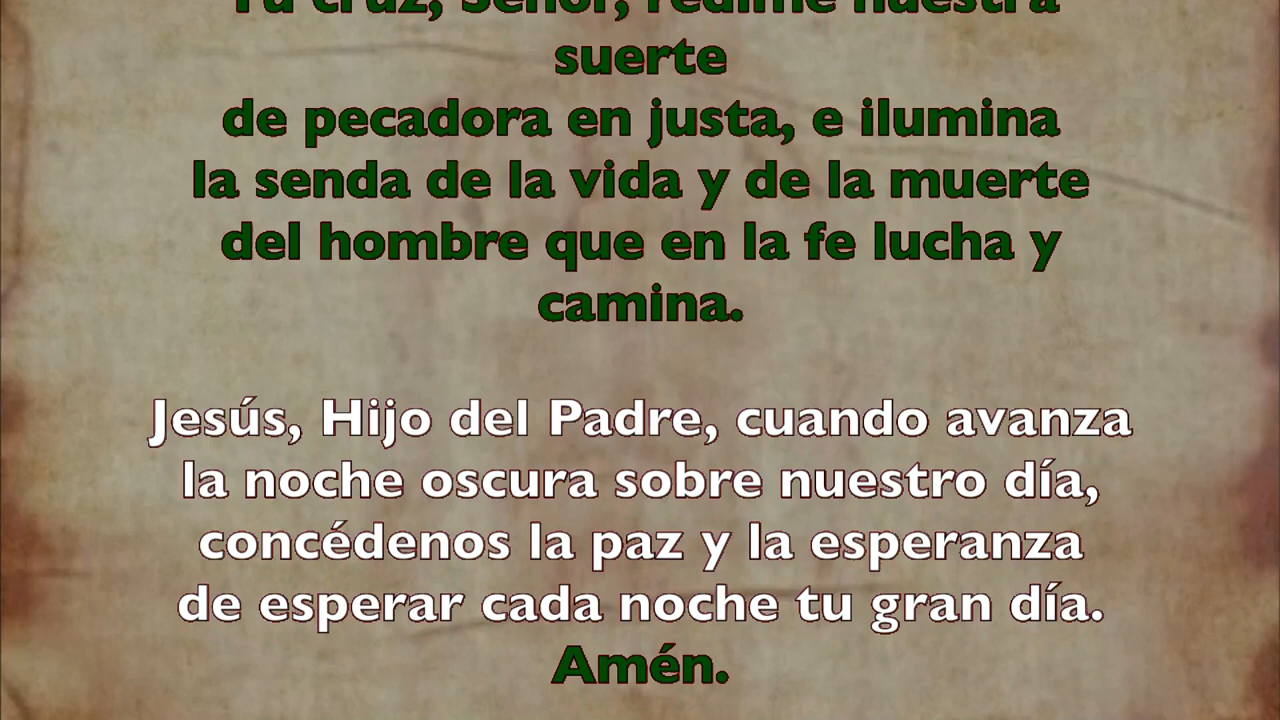 Tu cruz, Señor, redime nuestra
suerte
de pecadora en justa, e ilumina
la senda de la vida y de la muerte
del hombre que en la fe lucha y
camina.
Jesús, Hijo del Padre, cuando avanza
la noche oscura sobre nuestro día,
concédenos la paz y la esperanza
de esperar cada noche tu gran día.
Amén.